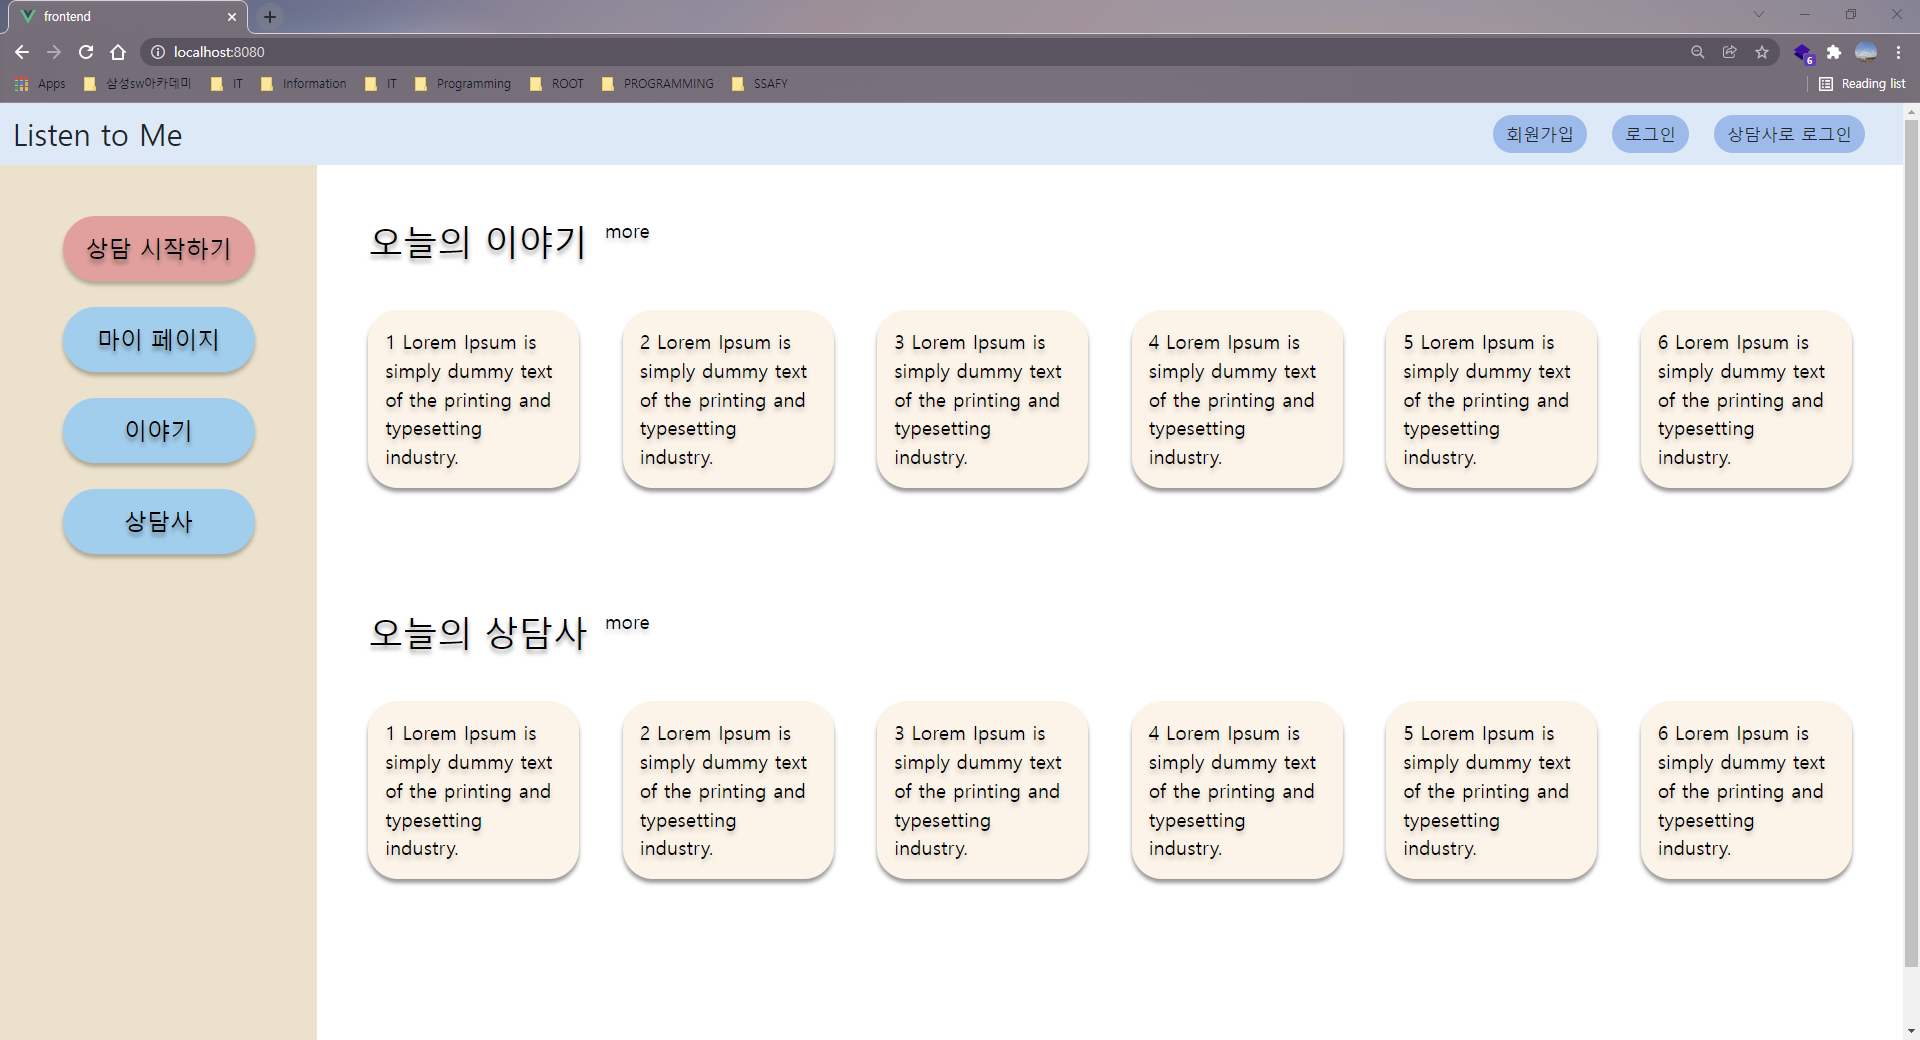 frontend
localhost:8080
6
Apps 삼성sw아카데미 IT Information IT Programming ROOT PROGRAMMING SSAFY Reading list
Listen to Me 회원가입 로그인 상담사로 로그인
상담 시작하기
마이 페이지
이야기
상담사
오늘의 이야기 more
1 Lorem Ipsum is
simply dummy text
of the printing and
typesetting
industry.
2 Lorem Ipsum is
simply dummy text
of the printing and
typesetting
industry.
3 Lorem Ipsum is
simply dummy text
of the printing and
typesetting
industry.
4 Lorem Ipsum is
simply dummy text
of the printing and
typesetting
industry.
5 Lorem Ipsum is
simply dummy text
of the printing and
typesetting
industry.
6 Lorem Ipsum is
simply dummy text
of the printing and
typesetting
industry.
오늘의 상담사 more
1 Lorem Ipsum is
simply dummy text
of the printing and
typesetting
industry.
2 Lorem Ipsum is
simply dummy text
of the printing and
typesetting
industry.
3 Lorem Ipsum is
simply dummy text
of the printing and
typesetting
industry.
4 Lorem Ipsum is
simply dummy text
of the printing and
typesetting
industry.
5 Lorem Ipsum is
simply dummy text
of the printing and
typesetting
industry.
6 Lorem Ipsum is
simply dummy text
of the printing and
typesetting
industry.